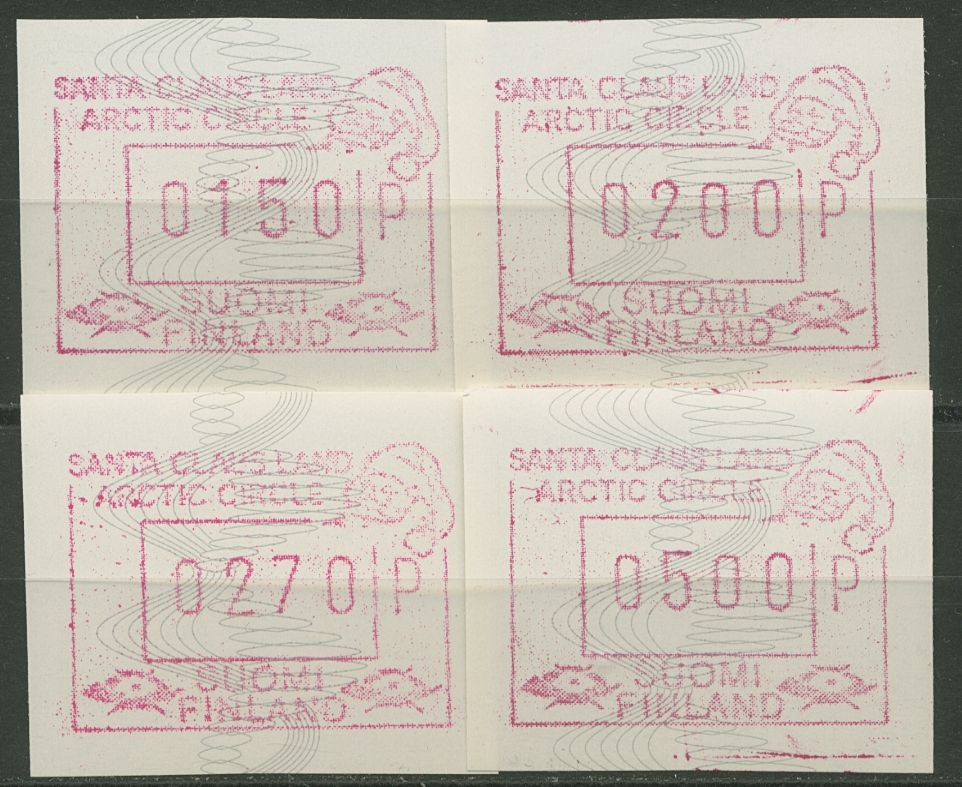 SANTA CLAUS LAND
ARCTIC CIRCLE
0150 P
SUOMI
FINLAND
SANTA CLAUS LAND
ARCTIC CIRCLE
0200 P
SUOMI
FINLAND
SANTA CLAUS LAND
ARCTIC CIRCLE
0270 P
SUOMI
FINLAND
SANTA CLAUS LAND
ARCTIC CIRCLE
0500 P
SUOMI
FINLAND